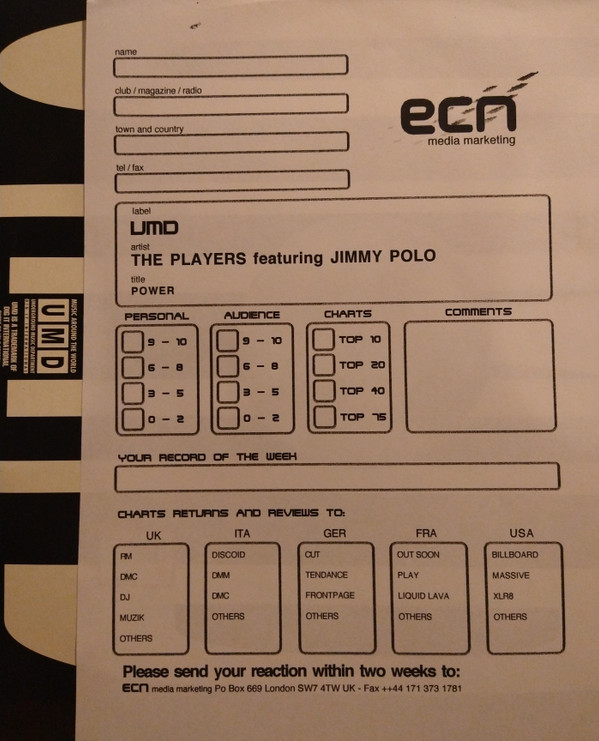 name
club / magazine / radio
town and country
tel / fax
ecn
media marketing
label
UMD
artist
THE PLAYERS featuring JIMMY POLO
title
POWER
PERSONAL
9 - 10
6 - 8
3 - 5
0 - 2
AUDIENCE
9 - 10
6 - 8
3 - 5
0 - 2
CHARTS
TOP 10
TOP 20
TOP 40
TOP 75
COMMENTS
YOUR RECORD OF THE WEEK
CHARTS RETURNS AND REVIEWS TO:
UK
RM
DMC
DJ
MUZIK
OTHERS
ITA
DISCOID
DMM
DMC
OTHERS
GER
CUT
TENDANCE
FRONTPAGE
OTHERS
FRA
OUT SOON
PLAY
LIQUID LAVA
OTHERS
USA
BILLBOARD
MASSIVE
XLR8
OTHERS
Please send your reaction within two weeks to:
ECN media marketing Po Box 669 London SW7 4TW UK - Fax ++44 171 373 1781
MUSIC AROUND THE WORLD
UMD
UNDERGROUND MUSIC DEPARTMENT
UMD IS A TRADEMARK OF
DIG IT INTERNATIONAL